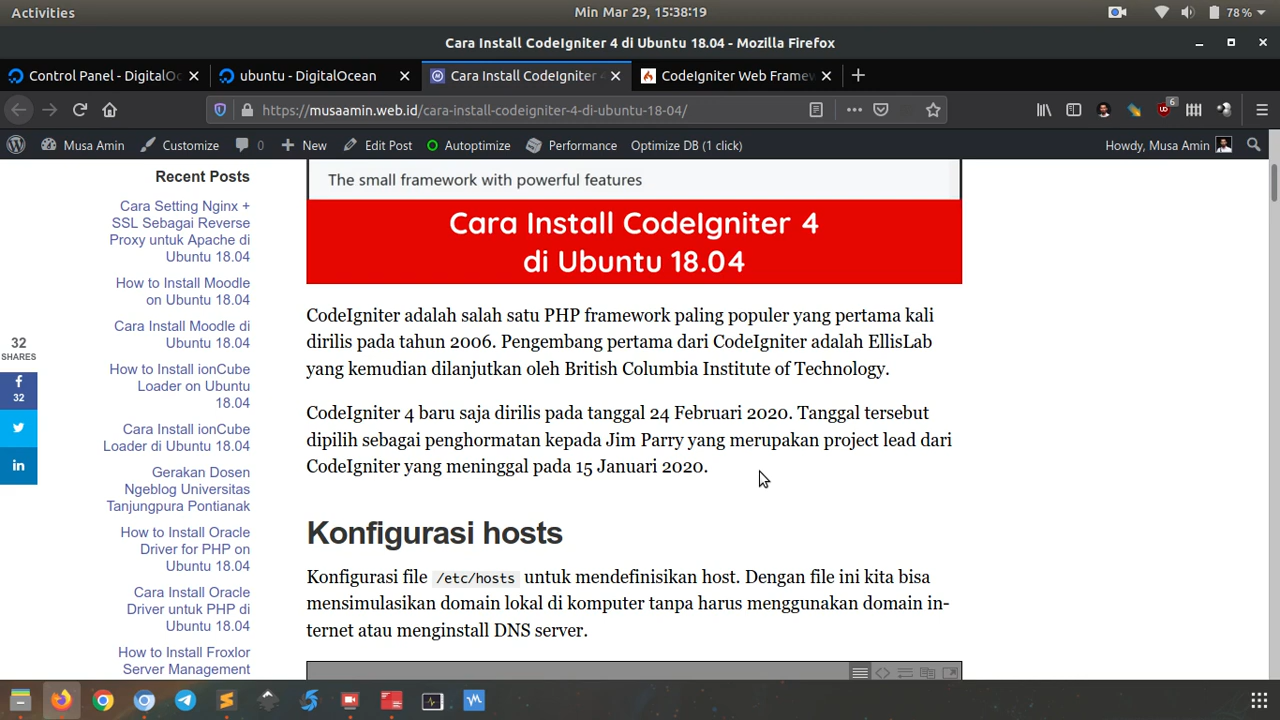 Activities
Min Mar 29, 15:38:19
78 %
Cara Install CodeIgniter 4 di Ubuntu 18.04 - Mozilla Firefox
Control Panel - DigitalOc
ubuntu - DigitalOcean
Cara Install CodeIgniter
CodeIgniter Web Framew
https://musaamin.web.id/cara-install-codeigniter-4-di-ubuntu-18-04/
6
Musa Amin
Customize
0
New
Edit Post
Autoptimize
Performance
Optimize DB (1 click)
Howdy, Musa Amin
Recent Posts
Cara Setting Nginx +
SSL Sebagai Reverse
Proxy untuk Apache di
Ubuntu 18.04
How to Install Moodle
on Ubuntu 18.04
Cara Install Moodle di
Ubuntu 18.04
How to Install ionCube
Loader on Ubuntu
18.04
Cara Install ionCube
Loader di Ubuntu 18.04
Gerakan Dosen
Ngeblog Universitas
Tanjungpura Pontianak
How to Install Oracle
Driver for PHP on
Ubuntu 18.04
Cara Install Oracle
Driver untuk PHP di
Ubuntu 18.04
How to Install Froxlor
Server Management
32
SHARES
32
The small framework with powerful features
Cara Install CodeIgniter 4
di Ubuntu 18.04
CodeIgniter adalah salah satu PHP framework paling populer yang pertama kali
dirilis pada tahun 2006. Pengembang pertama dari CodeIgniter adalah EllisLab
yang kemudian dilanjutkan oleh British Columbia Institute of Technology.
CodeIgniter 4 baru saja dirilis pada tanggal 24 Februari 2020. Tanggal tersebut
dipilih sebagai penghormatan kepada Jim Parry yang merupakan project lead dari
CodeIgniter yang meninggal pada 15 Januari 2020.
Konfigurasi hosts
Konfigurasi file /etc/hosts untuk mendefinisikan host. Dengan file ini kita bisa
mensimulasikan domain lokal di komputer tanpa harus menggunakan domain in-
ternet atau menginstall DNS server.